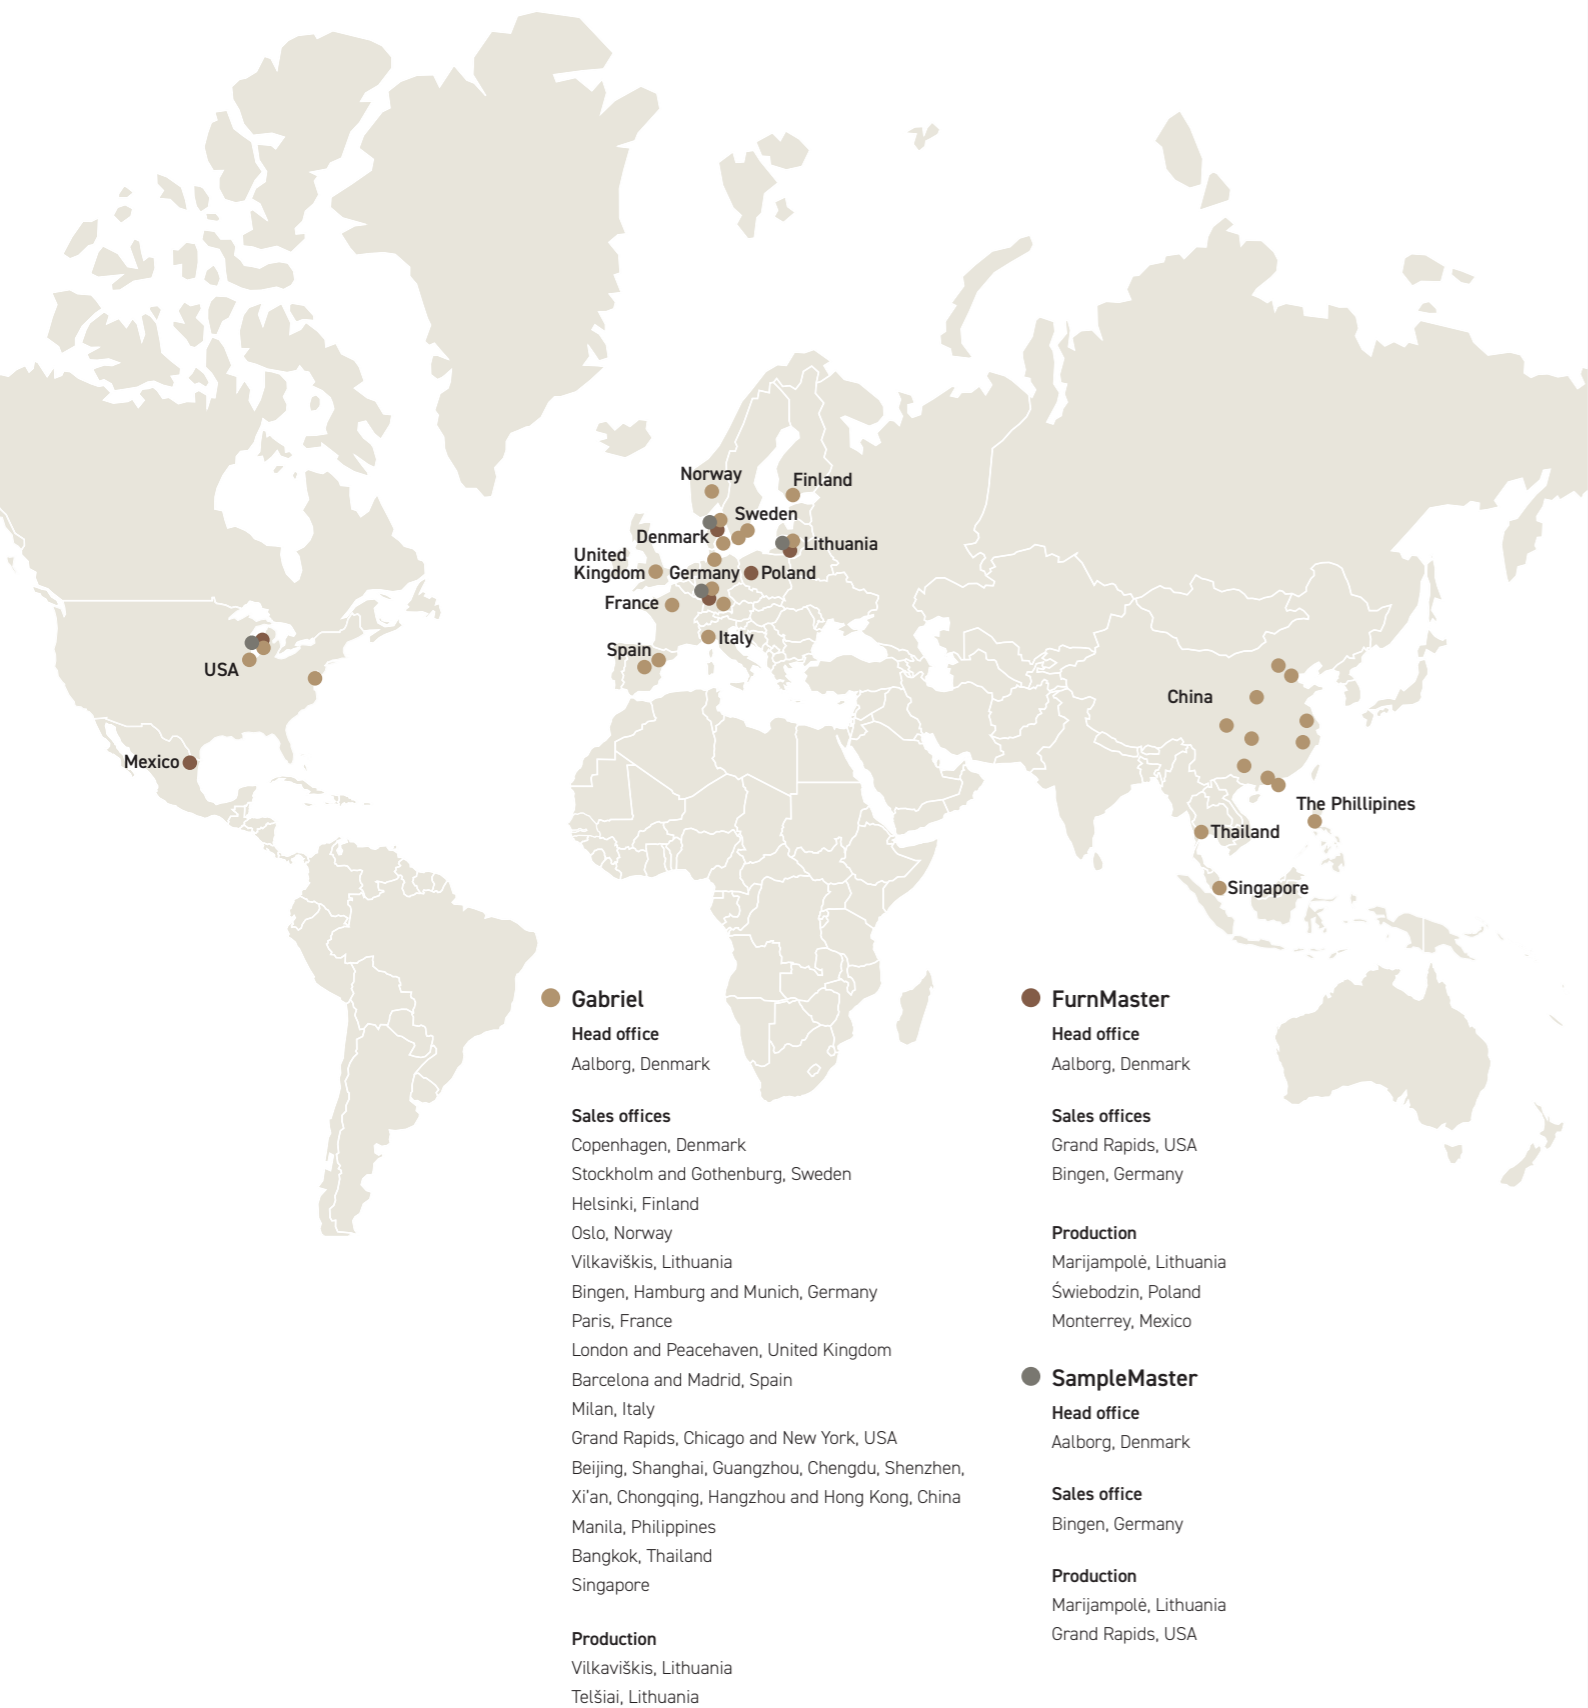 Norway
Finland
Sweden
Denmark
Lithuania
United
Kingdom
Germany
Poland
France
Italy
Spain
USA
China
Mexico
The Phillipines
Thailand
Singapore
Gabriel
Head office
Aalborg, Denmark
Sales offices
Copenhagen, Denmark
Stockholm and Gothenburg, Sweden
Helsinki, Finland
Oslo, Norway
Vilkaviškis, Lithuania
Bingen, Hamburg and Munich, Germany
Paris, France
London and Peacehaven, United Kingdom
Barcelona and Madrid, Spain
Milan, Italy
Grand Rapids, Chicago and New York, USA
Beijing, Shanghai, Guangzhou, Chengdu, Shenzhen,
Xi'an, Chongqing, Hangzhou and Hong Kong, China
Manila, Philippines
Bangkok, Thailand
Singapore
Production
Vilkaviškis, Lithuania
Telšiai, Lithuania
FurnMaster
Head office
Aalborg, Denmark
Sales offices
Grand Rapids, USA
Bingen, Germany
Production
Marijampolė, Lithuania
Świebodzin, Poland
Monterrey, Mexico
SampleMaster
Head office
Aalborg, Denmark
Sales office
Bingen, Germany
Production
Marijampolė, Lithuania
Grand Rapids, USA